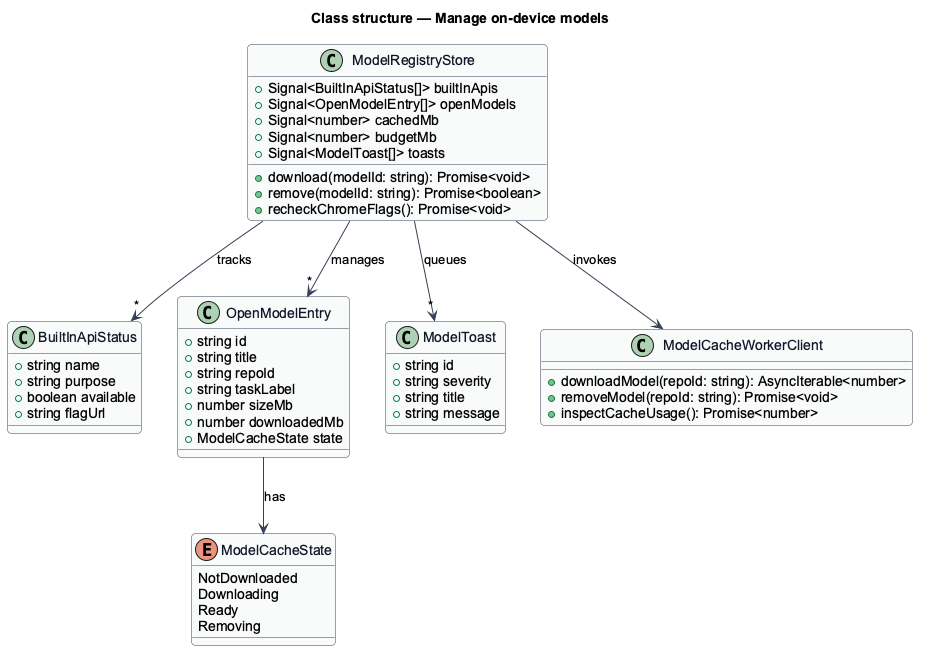 Class structure — Manage on-device models
C ModelRegistryStore
Signal<BuiltInApiStatus[]> builtInApis
Signal<OpenModelEntry[]> openModels
Signal<number> cachedMb
Signal<number> budgetMb
Signal<ModelToast[]> toasts
download(modelId: string): Promise<void>
remove(modelId: string): Promise<boolean>
recheckChromeFlags(): Promise<void>
tracks
manages
queues
invokes
*
*
*
C BuiltInApiStatus
string name
string purpose
boolean available
string flagUrl
C OpenModelEntry
string id
string title
string repoId
string taskLabel
number sizeMb
number downloadedMb
ModelCacheState state
C ModelToast
string id
string severity
string title
string message
C ModelCacheWorkerClient
downloadModel(repoId: string): AsyncIterable<number>
removeModel(repoId: string): Promise<void>
inspectCacheUsage(): Promise<number>
has
E ModelCacheState
NotDownloaded
Downloading
Ready
Removing